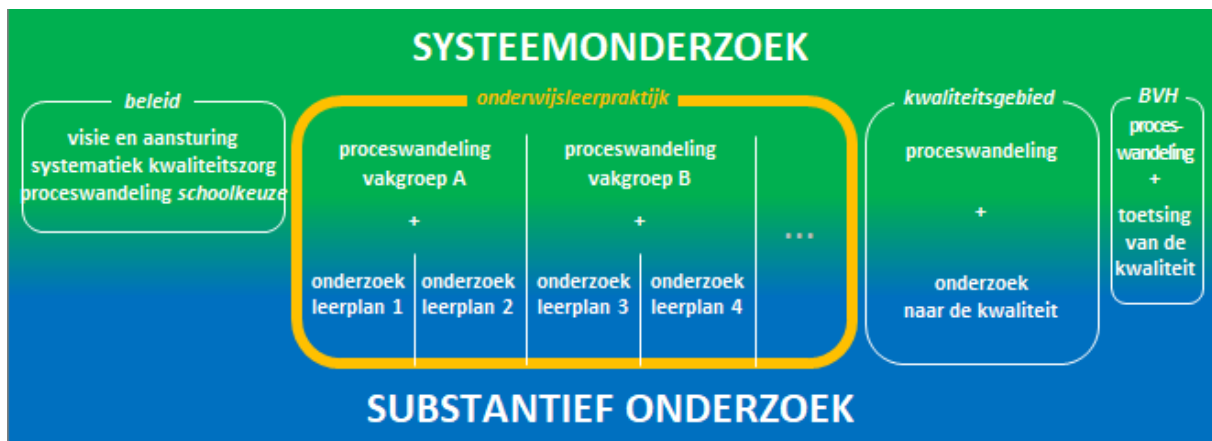 SYSTEEMONDERZOEK
beleid
visie en aansturing
systematiek kwaliteitszorg
proceswandeling schoolkeuze
onderwijsleerpraktijk
proceswandeling
vakgroep A
+
onderzoek
leerplan 1
onderzoek
leerplan 2
proceswandeling
vakgroep B
+
onderzoek
leerplan 3
onderzoek
leerplan 4
...
kwaliteitsgebied
proceswandeling
+
onderzoek
naar de kwaliteit
BVH
proces-
wandeling
+
toetsing
van de
kwaliteit
SUBSTANTIEF ONDERZOEK